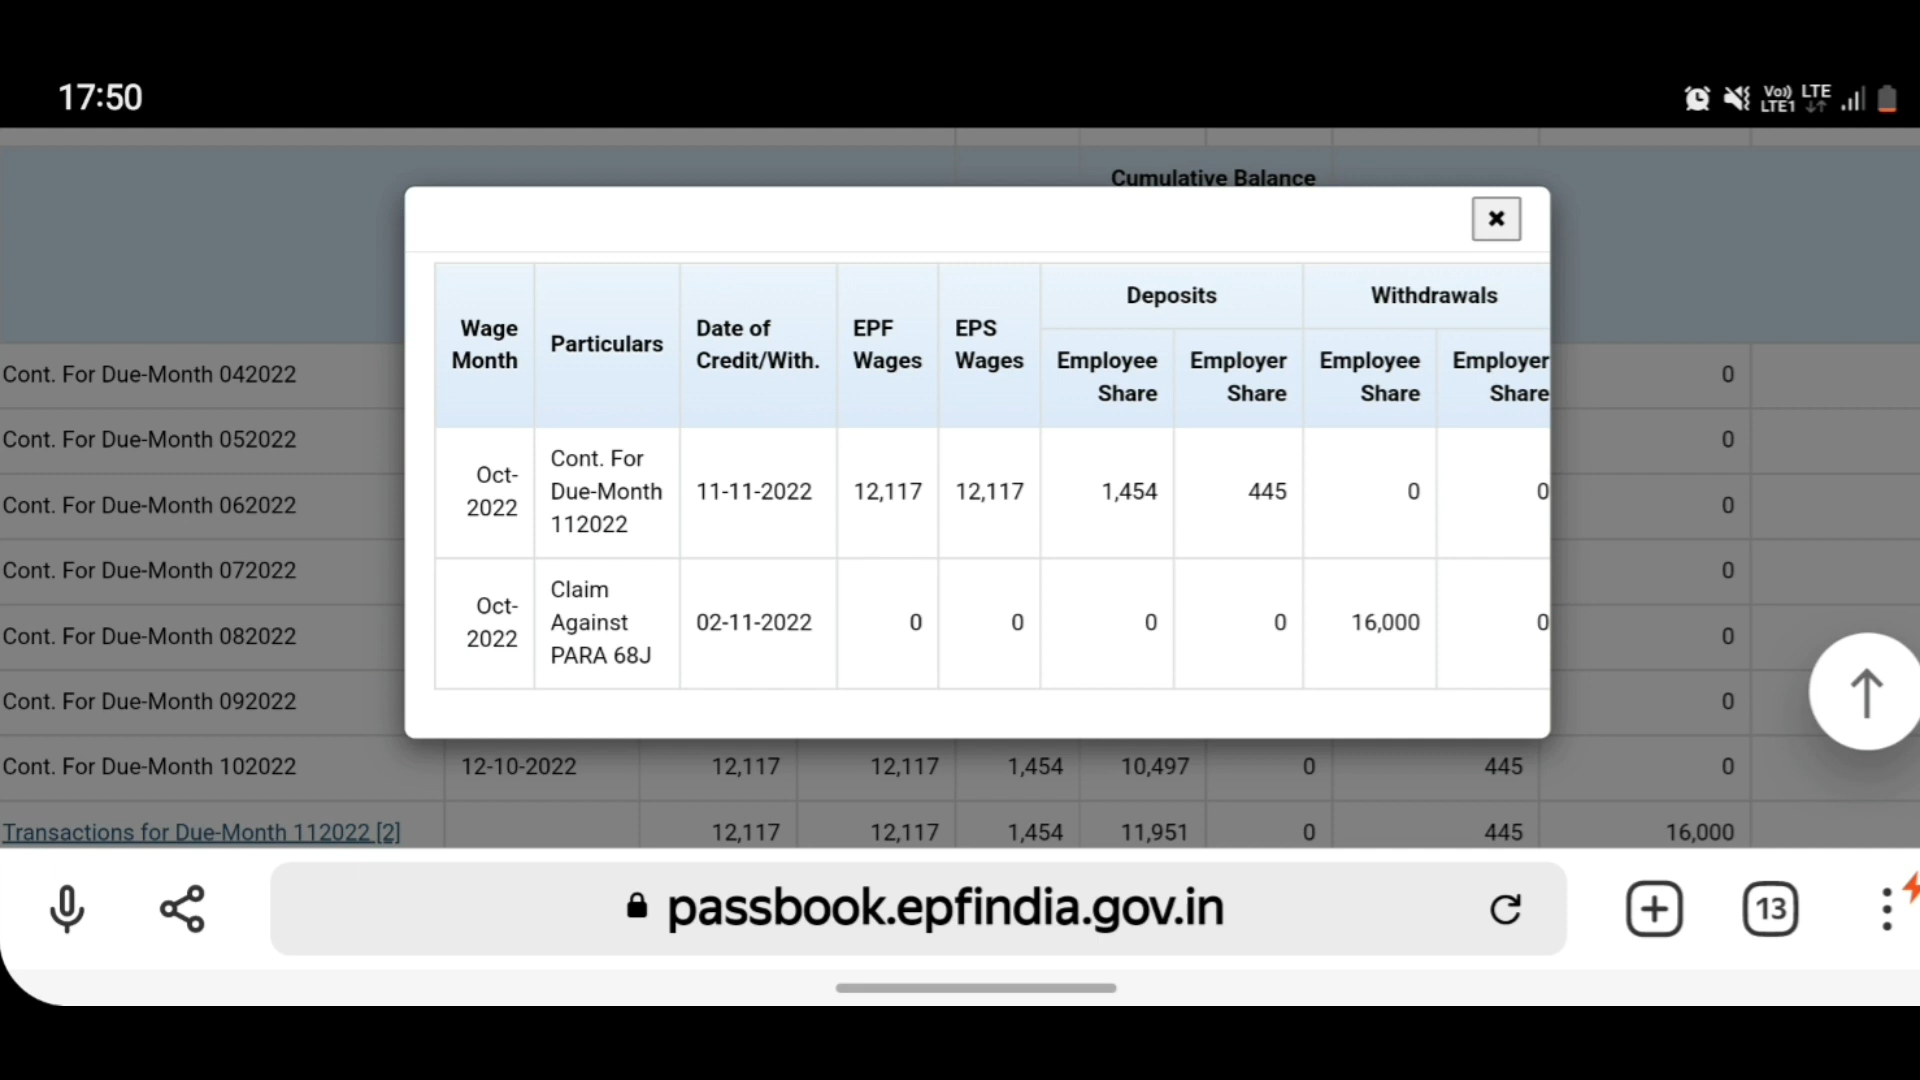 17:50
Vo)) LTE
LTE1
Cumulative Balance
Deposits
Withdrawals
Wage Month
Particulars
Date of Credit/With.
EPF Wages
EPS Wages
Employee Share
Employer Share
Employee Share
Employer Share
Oct-2022
Cont. For Due-Month 112022
11-11-2022
12,117
12,117
1,454
445
0
0
Oct-2022
Claim Against PARA 68J
02-11-2022
0
0
0
0
16,000
0
Cont. For Due-Month 042022
0
Cont. For Due-Month 052022
0
Cont. For Due-Month 062022
0
Cont. For Due-Month 072022
0
Cont. For Due-Month 082022
0
Cont. For Due-Month 092022
0
Cont. For Due-Month 102022 12-10-2022 12,117 12,117 1,454 10,497 0 445 0
Transactions for Due-Month 112022 [2] 12,117 12,117 1,454 11,951 0 445 16,000
passbook.epfindia.gov.in
13